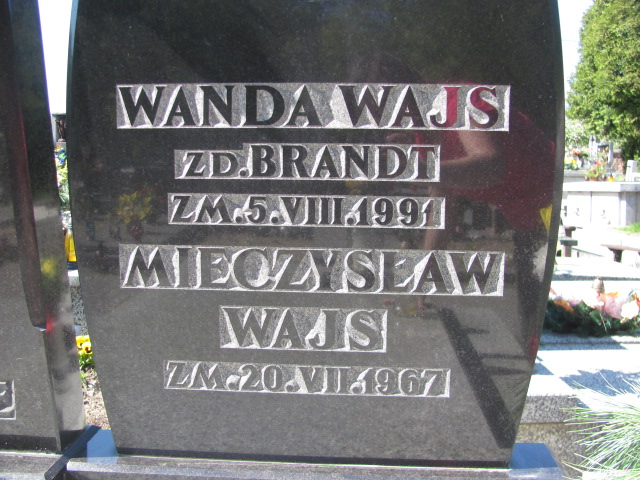 WANDA WAJS
ZD.BRANDT
ZM.5.VIII.1991
MIECZYSŁAW
WAJS
ZM.20.VII.1967